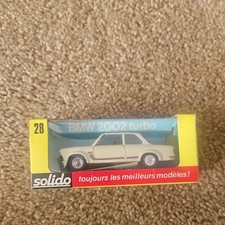 28
BMW 2002 turbo
solido
toujours les meilleurs modèles!